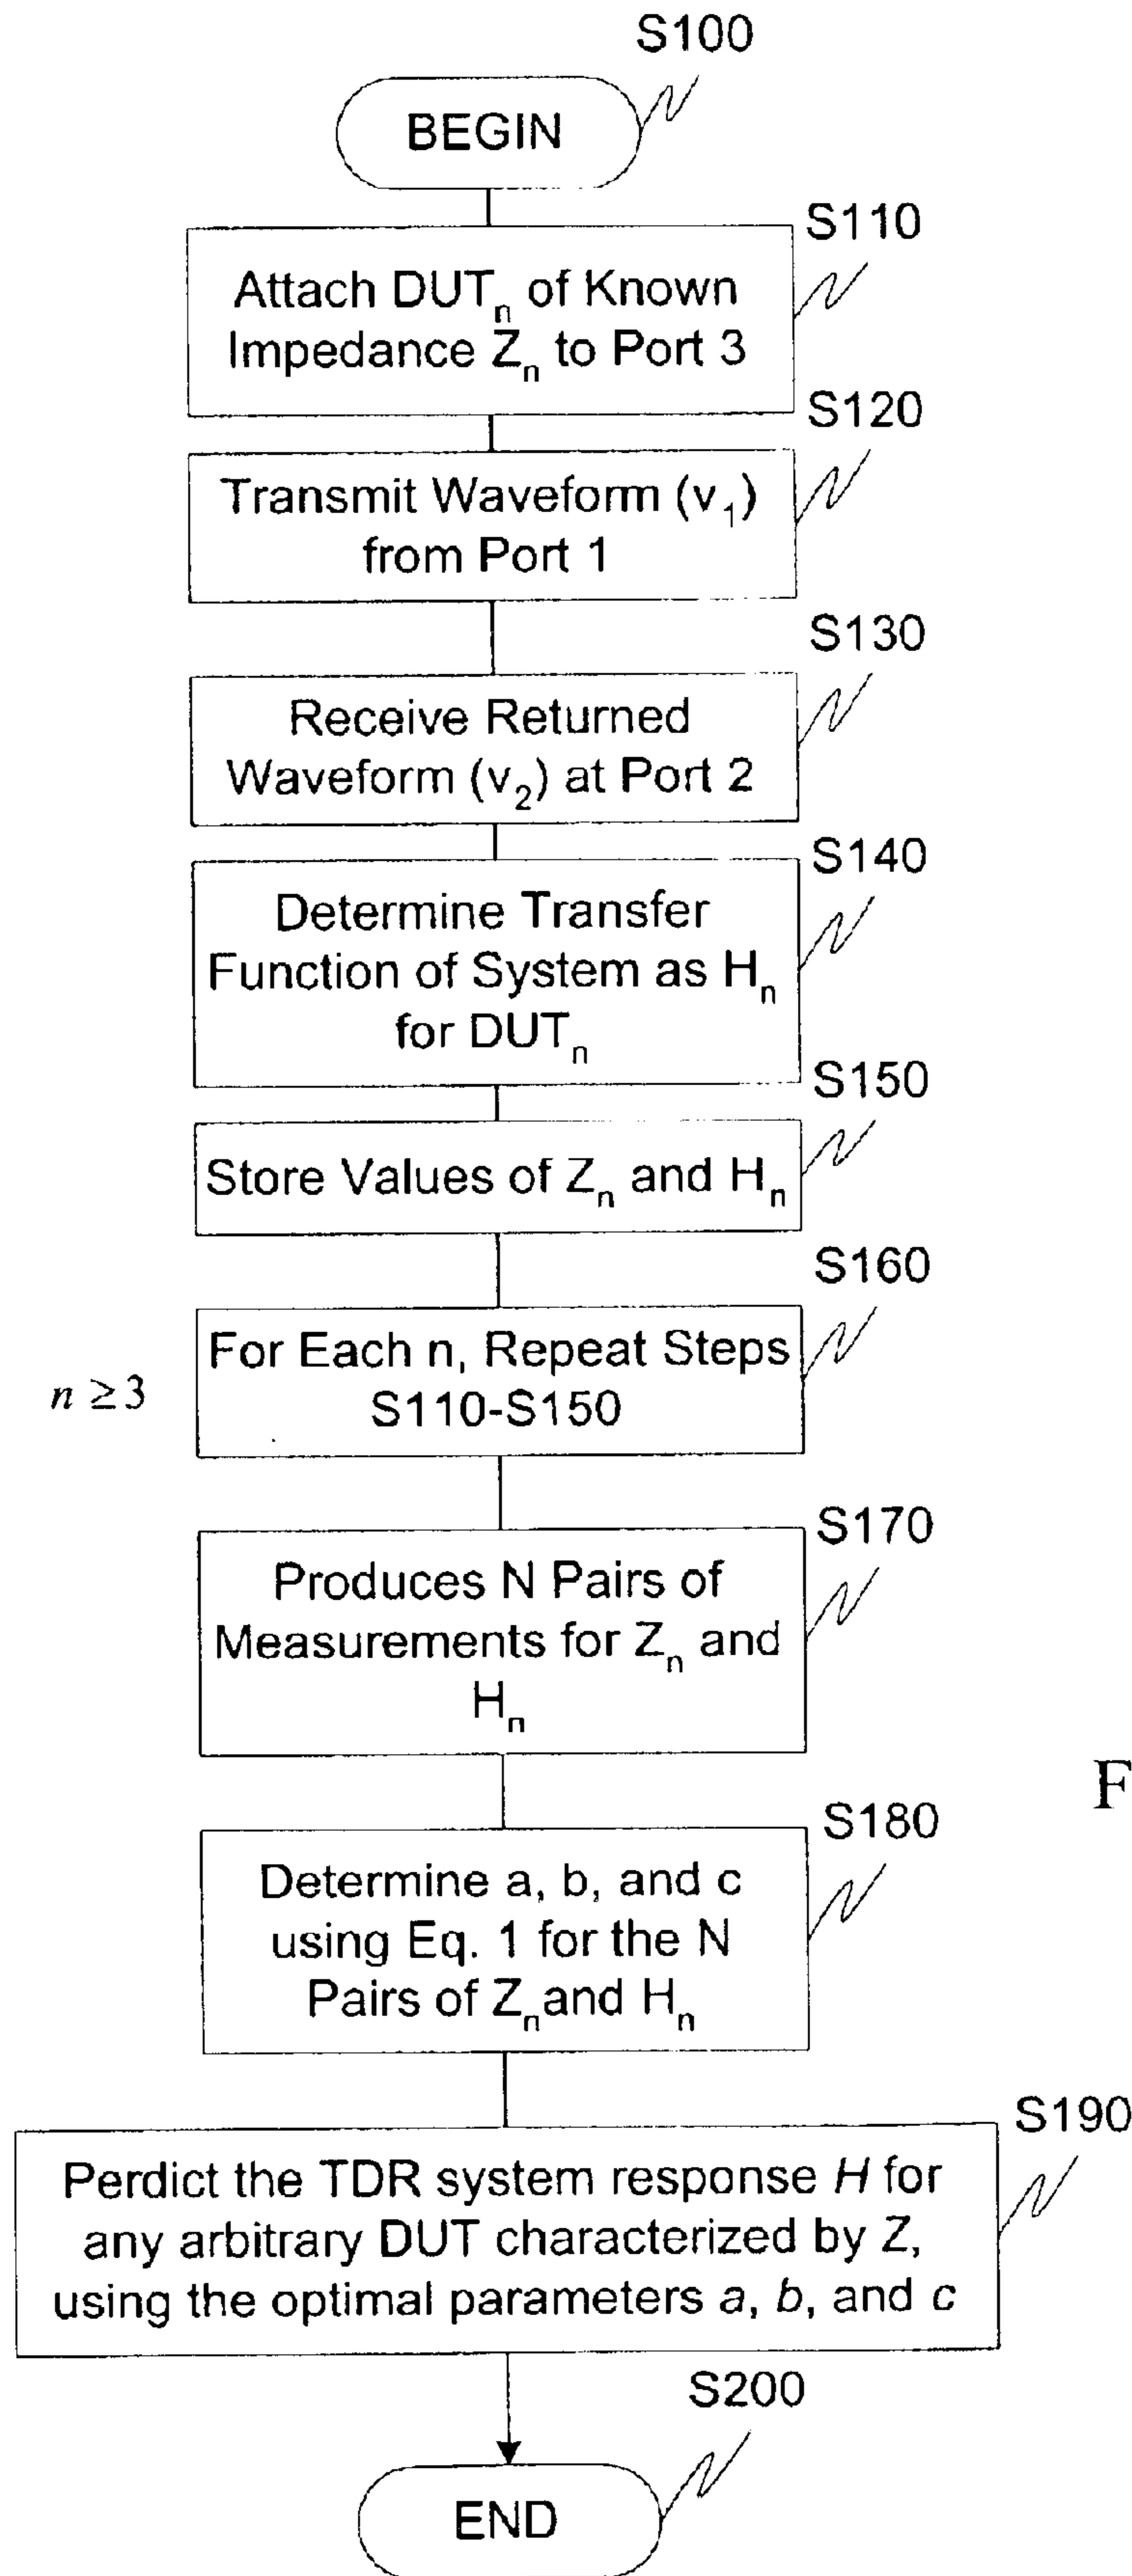 S100
BEGIN
S110
Attach DUTₙ of Known
Impedance Zₙ to Port 3
S120
Transmit Waveform (v₁)
from Port 1
S130
Receive Returned
Waveform (v₂) at Port 2
S140
Determine Transfer
Function of System as Hₙ
for DUTₙ
S150
Store Values of Zₙ and Hₙ
S160
For Each n, Repeat Steps
S110-S150
n ≥ 3
S170
Produces N Pairs of
Measurements for Zₙ and
Hₙ
F
S180
Determine a, b, and c
using Eq. 1 for the N
Pairs of Zₙ and Hₙ
S190
Perdict the TDR system response H for
any arbitrary DUT characterized by Z,
using the optimal parameters a, b, and c
S200
END